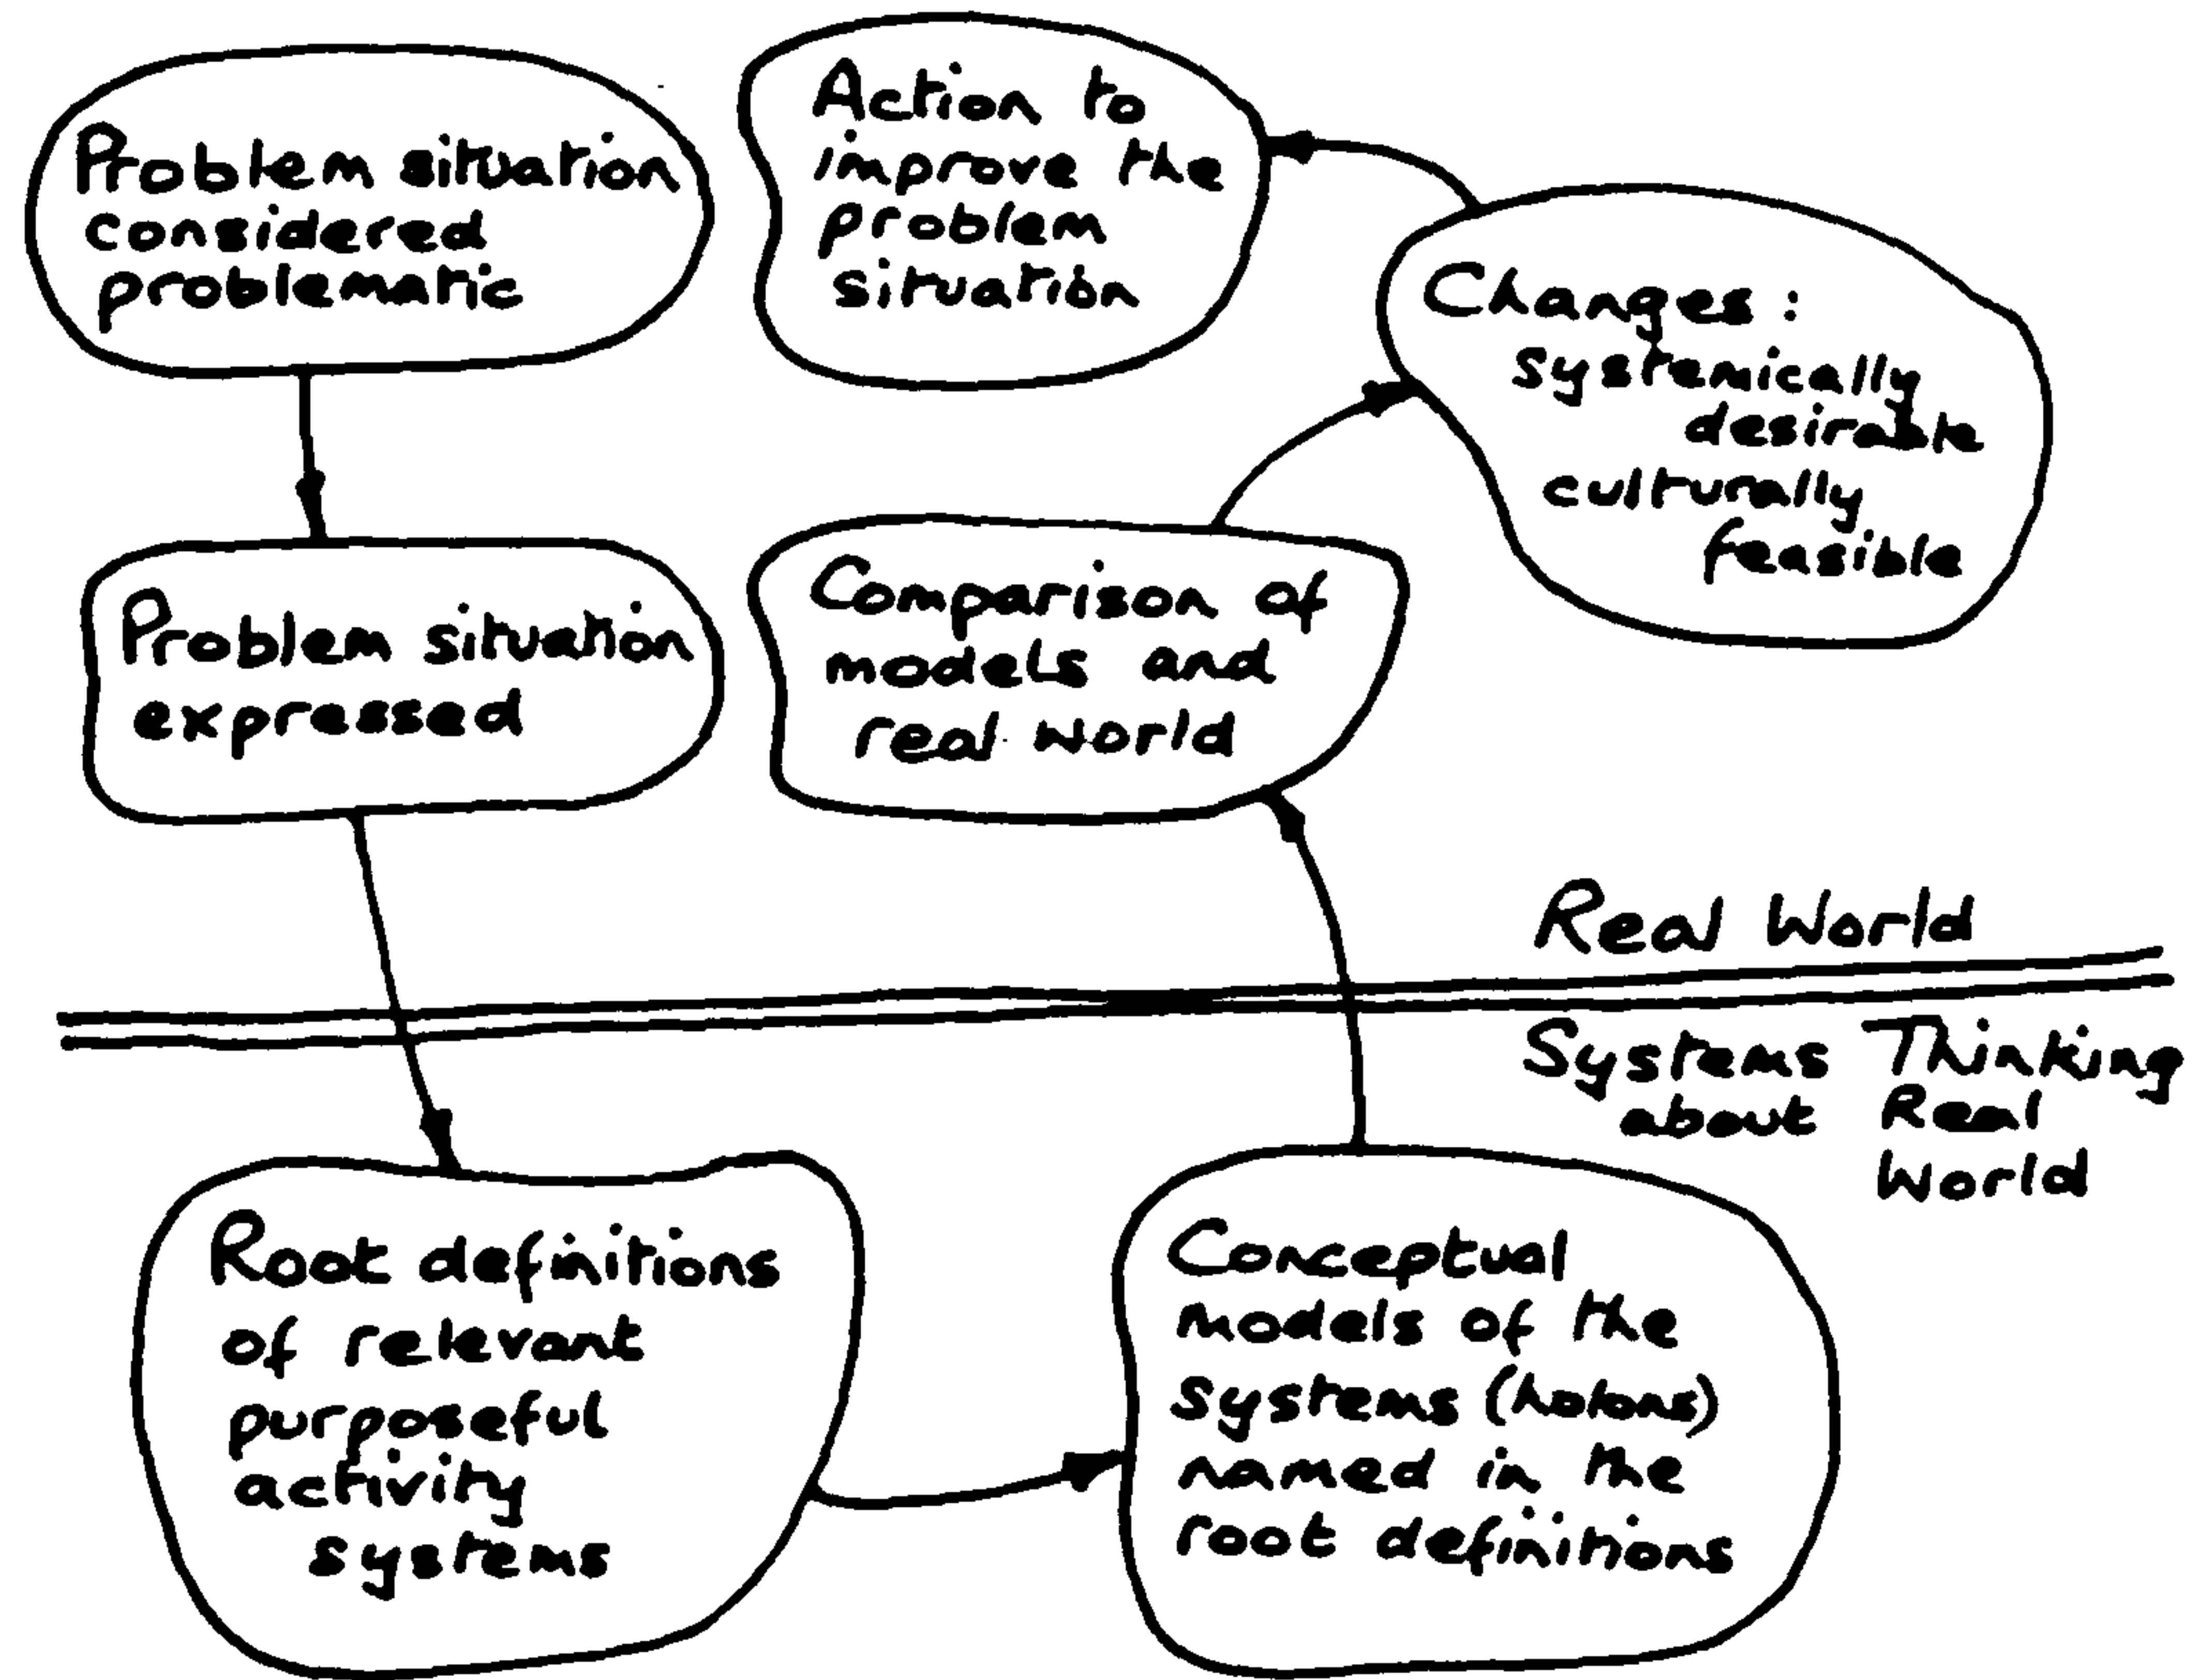 Problem situation
considered
problematic
Action to
improve the
problem
situation
Changes:
systemically
desirable
culturally
feasible
Problem situation
expressed
Comparison of
models and
real world
Real World
Systems Thinking
about Real
World
Root definitions
of relevant
purposeful
activity
systems
Conceptual
models of the
systems (holons)
named in the
root definitions